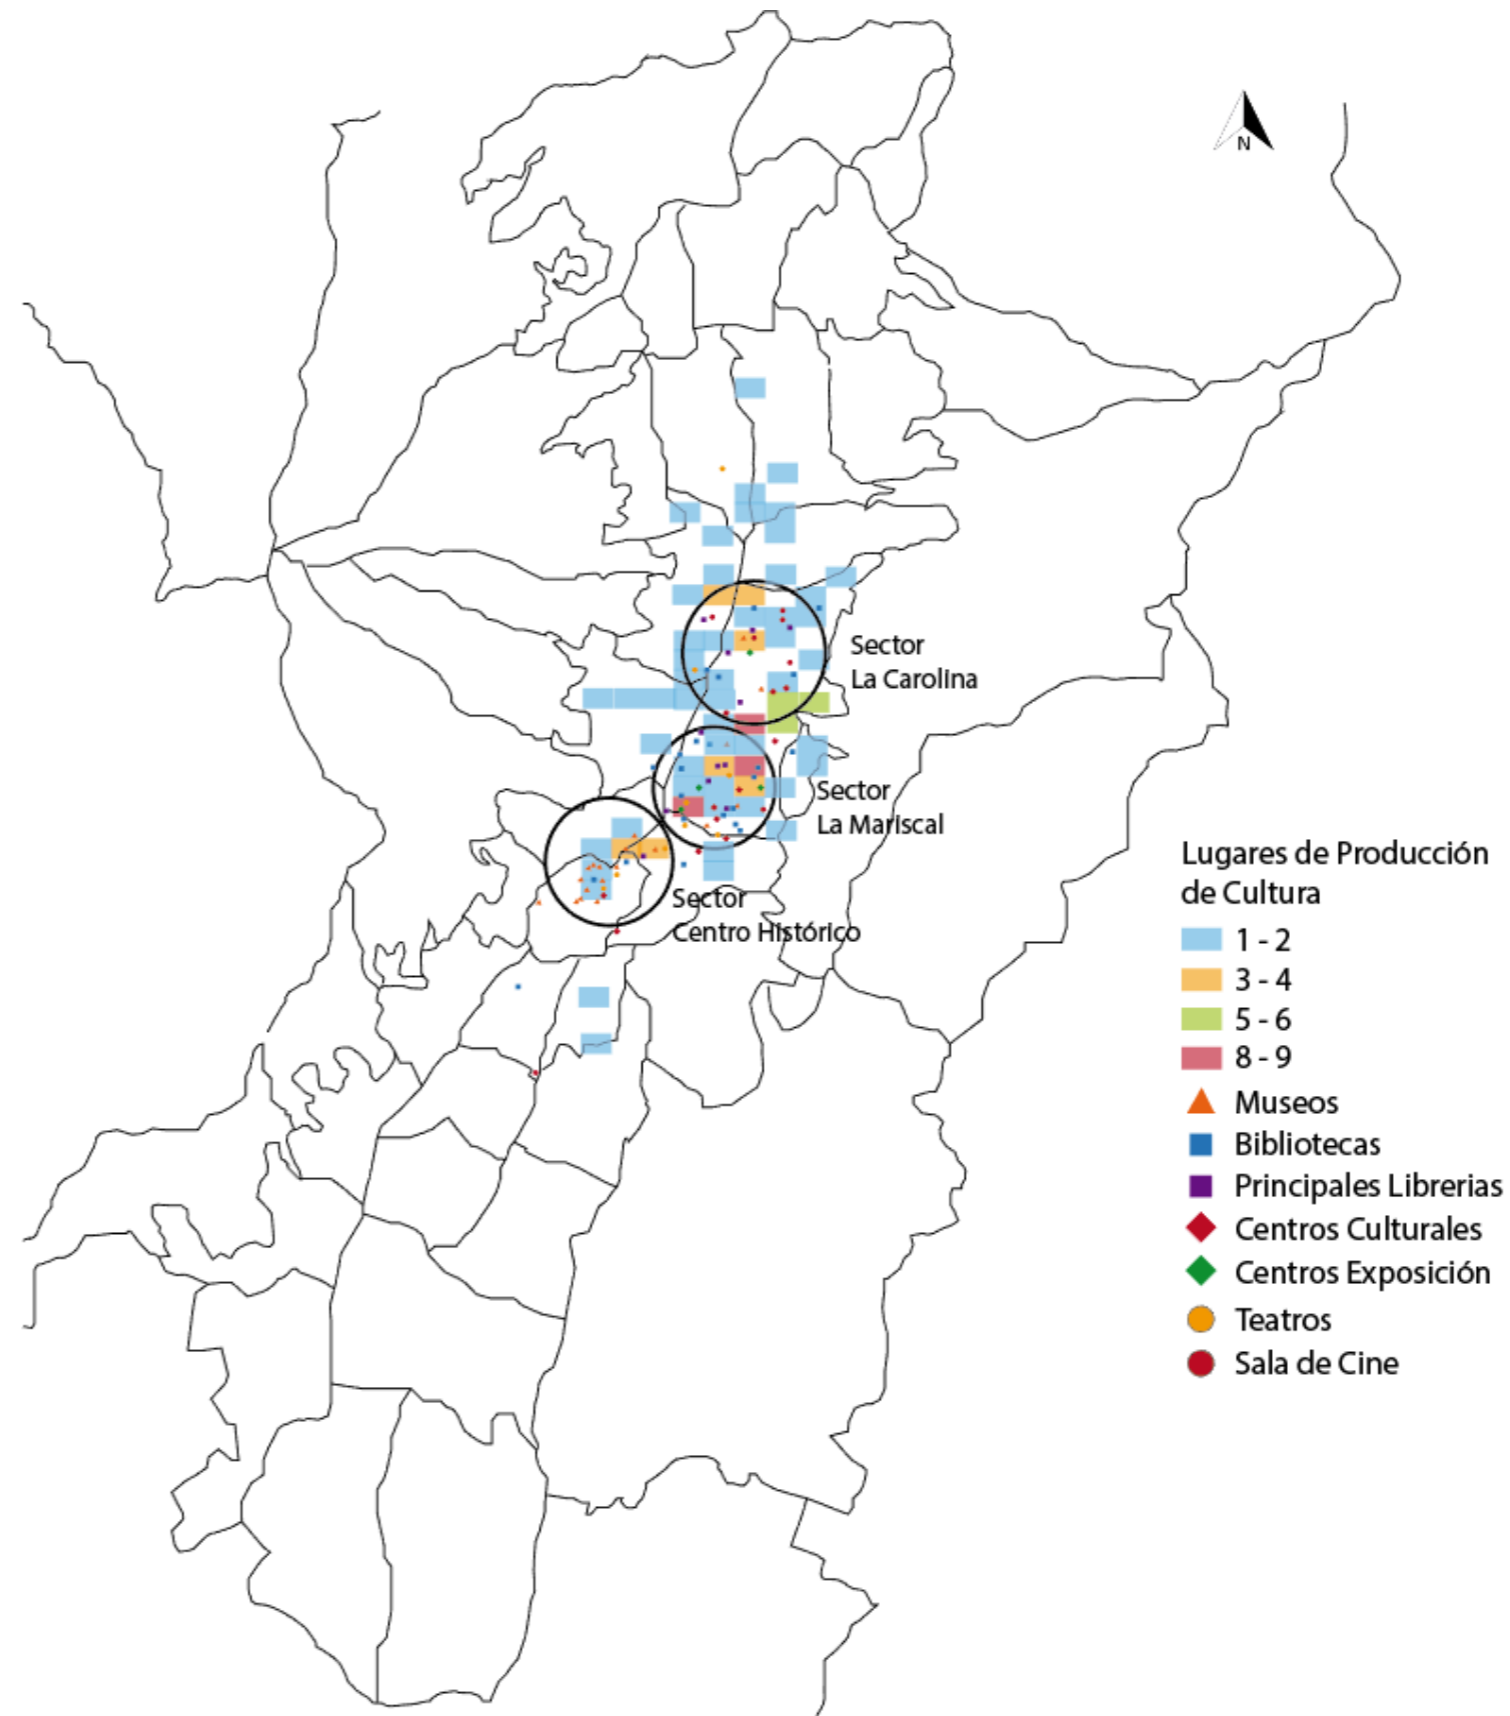 N
Sector
La Carolina
Sector
La Mariscal
Sector
Centro Histórico
Lugares de Producción
de Cultura
1 - 2
3 - 4
5 - 6
8 - 9
Museos
Bibliotecas
Principales Librerias
Centros Culturales
Centros Exposición
Teatros
Sala de Cine